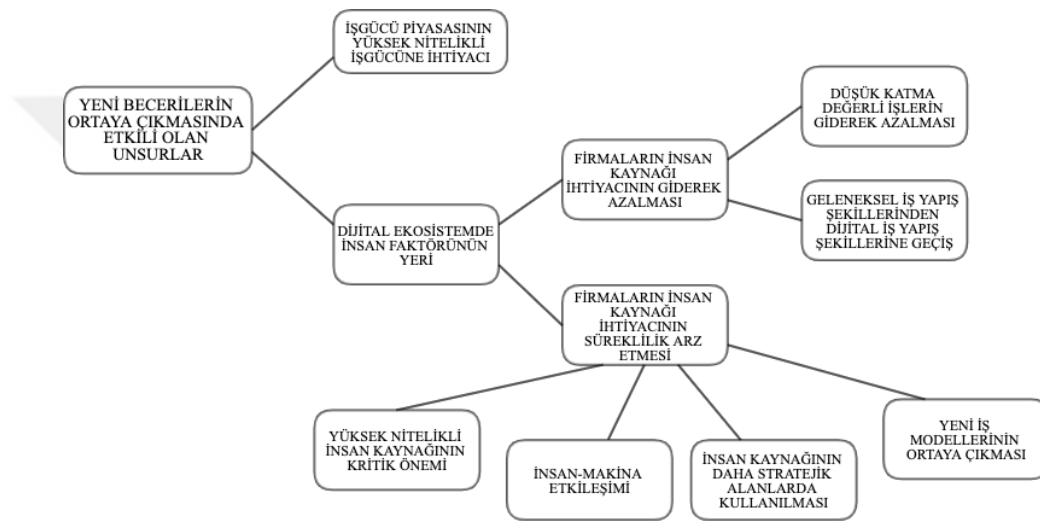 İŞGÜCÜ PİYASASININ
YÜKSEK NİTELİKLİ
İŞGÜCÜNE İHTİYACI
YENİ BECERİLERİN
ORTAYA ÇIKMASINDA
ETKİLİ OLAN
UNSURLAR
DÜŞÜK KATMA
DEĞERLİ İŞLERİN
GİDEREK AZALMASI
FİRMALARIN İNSAN
KAYNAĞI
İHTİYACININ GİDEREK
AZALMASI
GELENEKSEL İŞ YAPIŞ
ŞEKİLLERİNDEN
DİJİTAL İŞ YAPIŞ
ŞEKİLLERİNE GEÇİŞ
DİJİTAL EKOSİSTEMDE
İNSAN FAKTÖRÜNÜN
YERİ
FİRMALARIN İNSAN
KAYNAĞI
İHTİYACININ
SÜREKLİLİK ARZ
ETMESİ
YÜKSEK NİTELİKLİ
İNSAN KAYNAĞININ
KRİTİK ÖNEMİ
İNSAN-MAKİNA
ETKİLEŞİMİ
İNSAN KAYNAĞININ
DAHA STRATEJİK
ALANLARDA
KULLANILMASI
YENİ İŞ
MODELLERİNİN
ORTAYA ÇIKMASI